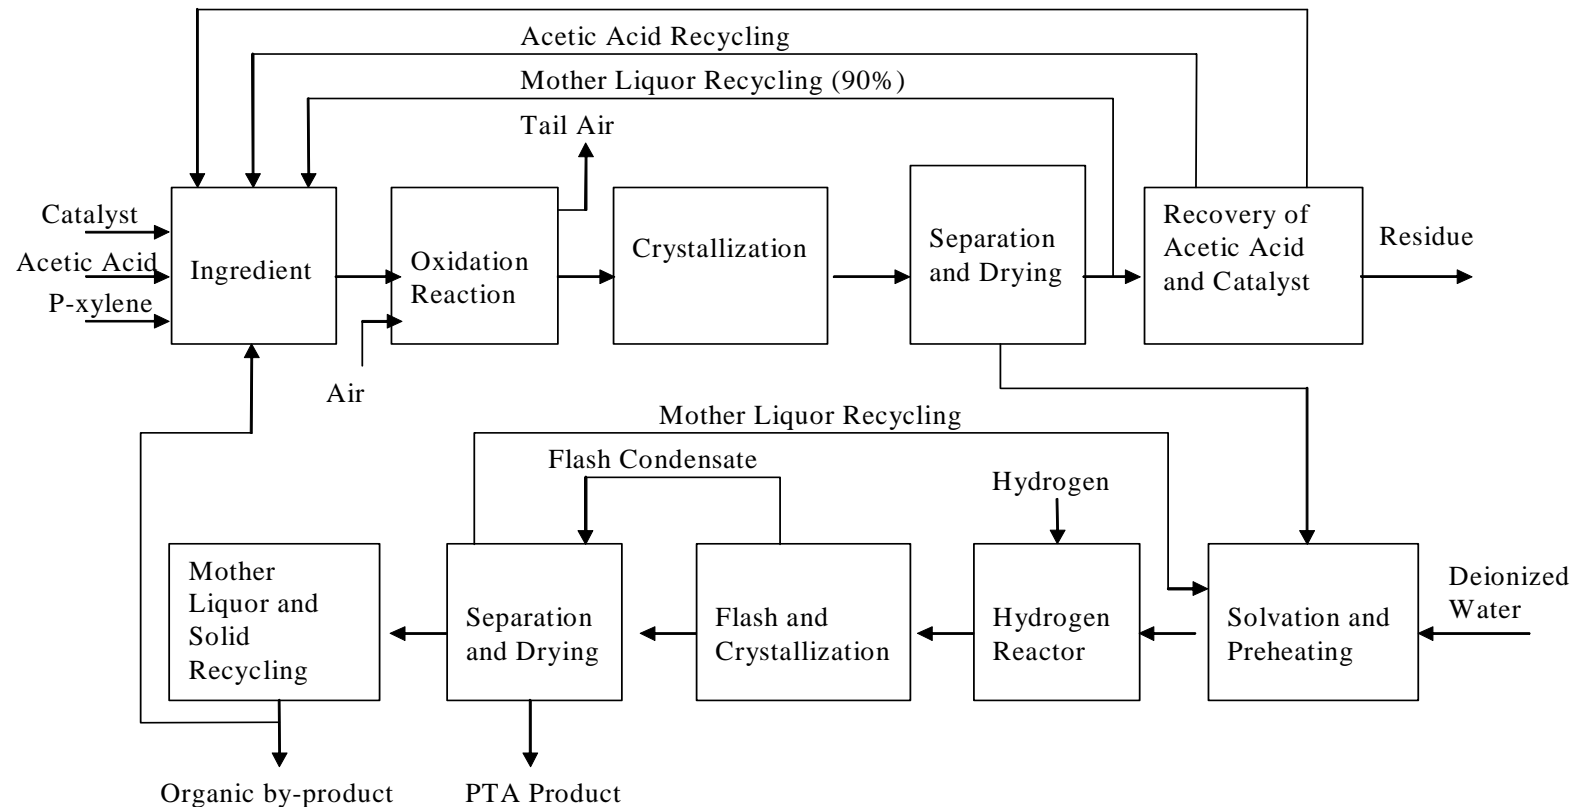 Acetic Acid Recycling
Mother Liquor Recycling (90%)
Tail Air
Catalyst
Acetic Acid
P-xylene
Ingredient
Oxidation
Reaction
Air
Crystallization
Separation
and Drying
Recovery of
Acetic Acid
and Catalyst
Residue
Mother Liquor Recycling
Flash Condensate
Hydrogen
Mother
Liquor and
Solid
Recycling
Separation
and Drying
Flash and
Crystallization
Hydrogen
Reactor
Solvation and
Preheating
Deionized
Water
Organic by-product
PTA Product